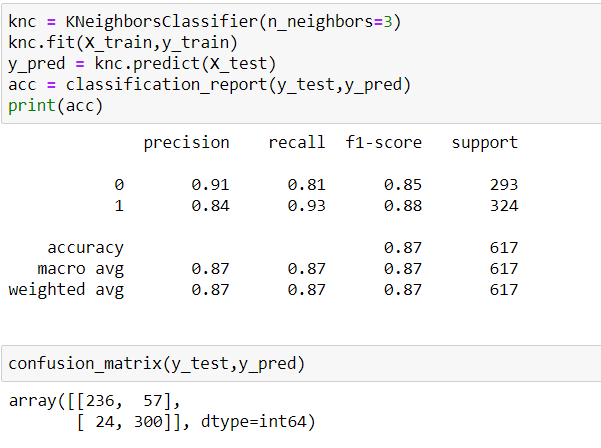 knc = KNeighborsClassifier(n_neighbors=3)
knc.fit(X_train,y_train)
y_pred = knc.predict(X_test)
acc = classification_report(y_test,y_pred)
print(acc)
precision recall f1-score support
0 0.91 0.81 0.85 293
1 0.84 0.93 0.88 324
accuracy 0.87 617
macro avg 0.87 0.87 0.87 617
weighted avg 0.87 0.87 0.87 617
confusion_matrix(y_test,y_pred)
array([[236, 57],
[ 24, 300]], dtype=int64)